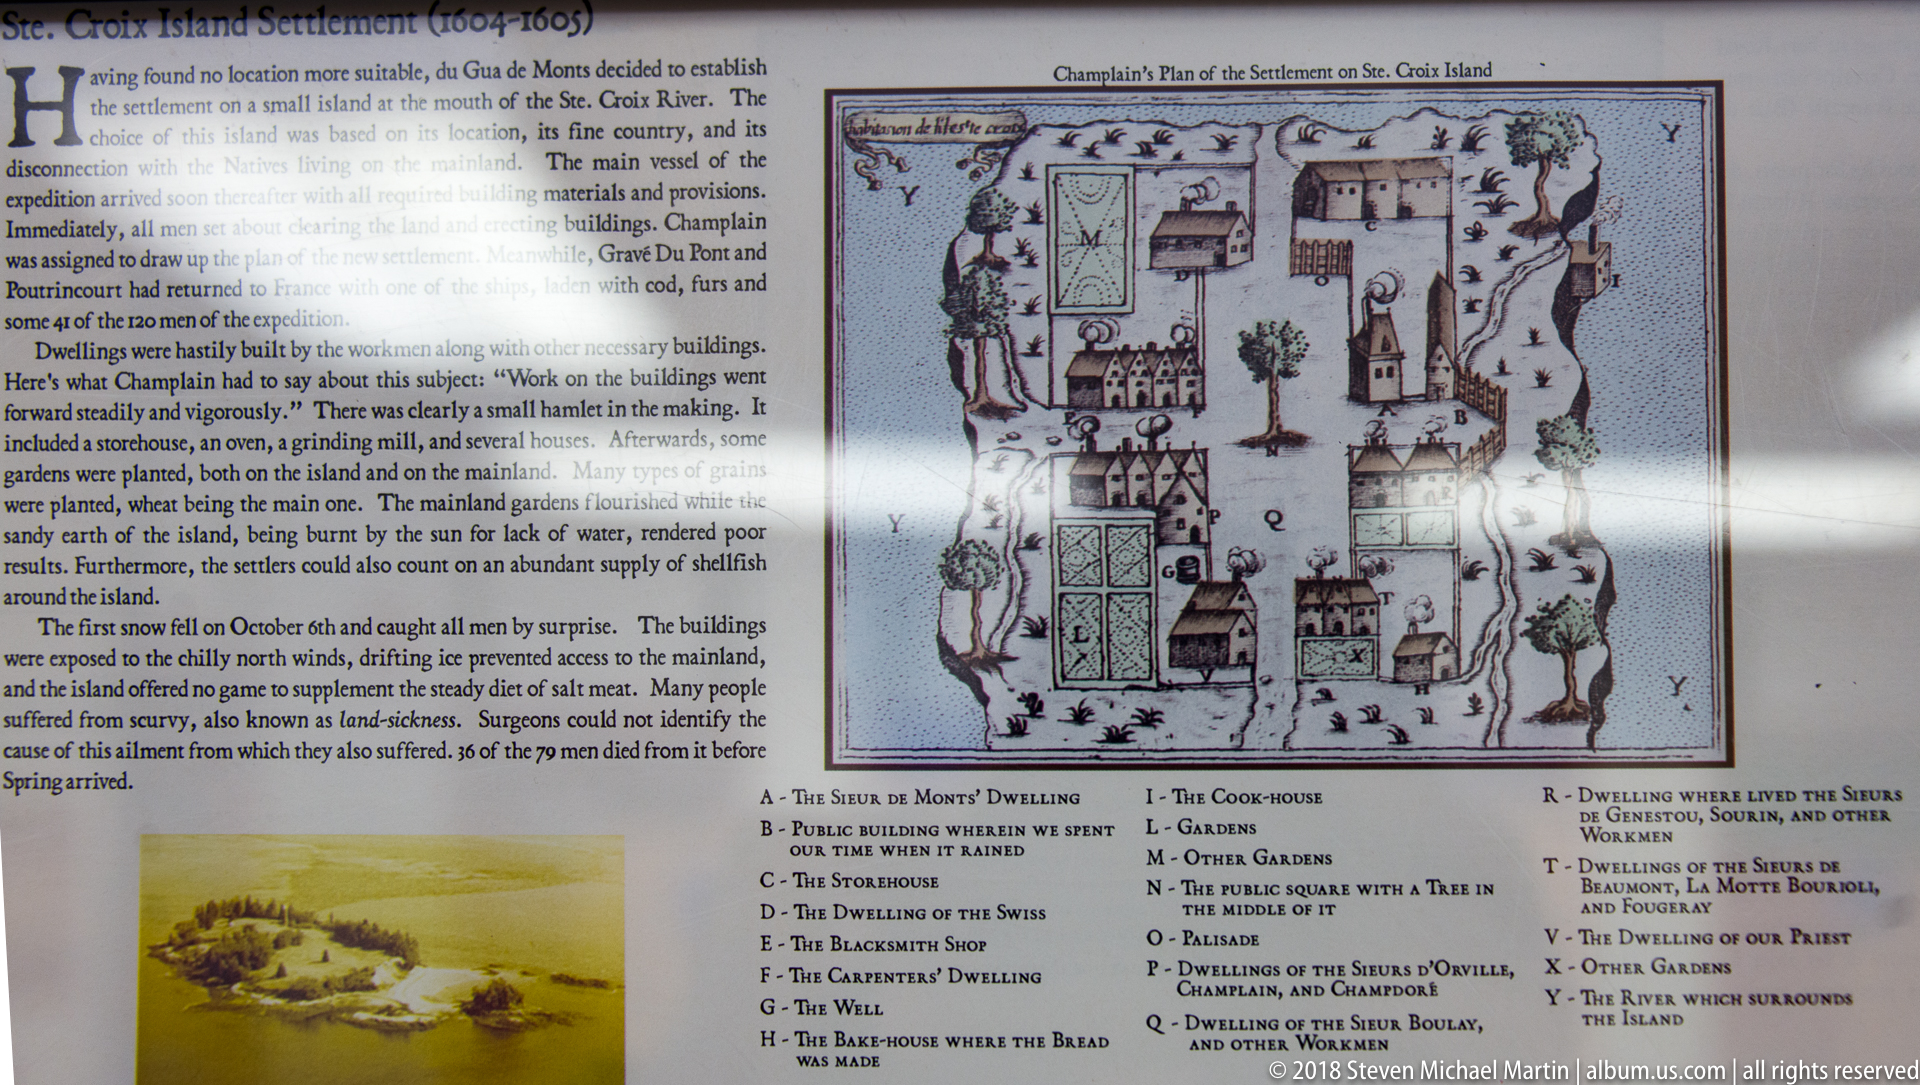 Ste. Croix Island Settlement (1604-1605)
Having found no location more suitable, du Gua de Monts decided to establish
the settlement on a small island at the mouth of the Ste. Croix River. The
choice of this island was based on its location, its fine country, and its
disconnection with the Natives living on the mainland. The main vessel of the
expedition arrived soon thereafter with all required building materials and provisions.
Immediately, all men set about clearing the land and erecting buildings. Champlain
was assigned to draw up the plan of the new settlement. Meanwhile, Gravé Du Pont and
Poutrincourt had returned to France with one of the ships, laden with cod, furs and
some 41 of the 120 men of the expedition.
Dwellings were hastily built by the workmen along with other necessary buildings.
Here's what Champlain had to say about this subject: “Work on the buildings went
forward steadily and vigorously.” There was clearly a small hamlet in the making. It
included a storehouse, an oven, a grinding mill, and several houses. Afterwards, some
gardens were planted, both on the island and on the mainland. Many types of grains
were planted, wheat being the main one. The mainland gardens flourished while the
sandy earth of the island, being burnt by the sun for lack of water, rendered poor
results. Furthermore, the settlers could also count on an abundant supply of shellfish
around the island.
The first snow fell on October 6th and caught all men by surprise. The buildings
were exposed to the chilly north winds, drifting ice prevented access to the mainland,
and the island offered no game to supplement the steady diet of salt meat. Many people
suffered from scurvy, also known as land-sickness. Surgeons could not identify the
cause of this ailment from which they also suffered. 36 of the 79 men died from it before
Spring arrived.
Champlain's Plan of the Settlement on Ste. Croix Island
habitasion de lile ste croix
Y
Y
M
C
D
O
I
E
F
A
B
N
R
Y
P
Q
G
T
L
X
V
H
Y
A - The Sieur de Monts' Dwelling
B - Public building wherein we spent
our time when it rained
C - The Storehouse
D - The Dwelling of the Swiss
E - The Blacksmith Shop
F - The Carpenters' Dwelling
G - The Well
H - The Bake-house where the Bread
was made
I - The Cook-house
L - Gardens
M - Other Gardens
N - The public square with a Tree in
the middle of it
O - Palisade
P - Dwellings of the Sieurs d'Orville,
Champlain, and Champdoré
Q - Dwelling of the Sieur Boulay,
and other Workmen
R - Dwelling where lived the Sieurs
de Genestou, Sourin, and other
Workmen
T - Dwellings of the Sieurs de
Beaumont, La Motte Bourioli,
and Fougeray
V - The Dwelling of our Priest
X - Other Gardens
Y - The River which surrounds
the Island
© 2018 Steven Michael Martin | album.us.com | all rights reserved